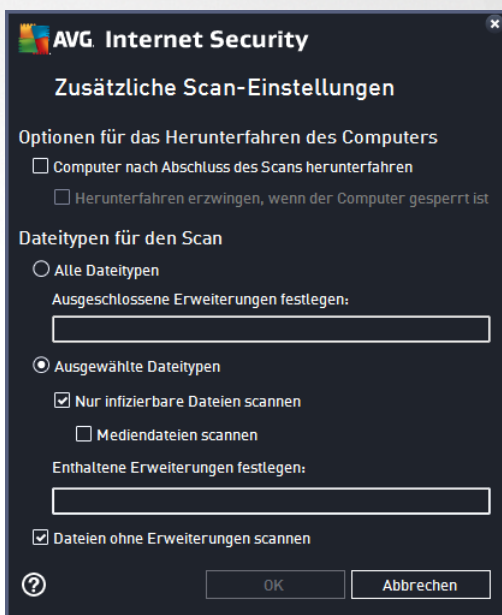 AVG. Internet Security
Zusätzliche Scan-Einstellungen
Optionen für das Herunterfahren des Computers
Computer nach Abschluss des Scans herunterfahren
Herunterfahren erzwingen, wenn der Computer gesperrt ist
Dateitypen für den Scan
Alle Dateitypen
Ausgeschlossene Erweiterungen festlegen:
Ausgewählte Dateitypen
Nur infizierbare Dateien scannen
Mediendateien scannen
Enthaltene Erweiterungen festlegen:
Dateien ohne Erweiterungen scannen
? OK Abbrechen